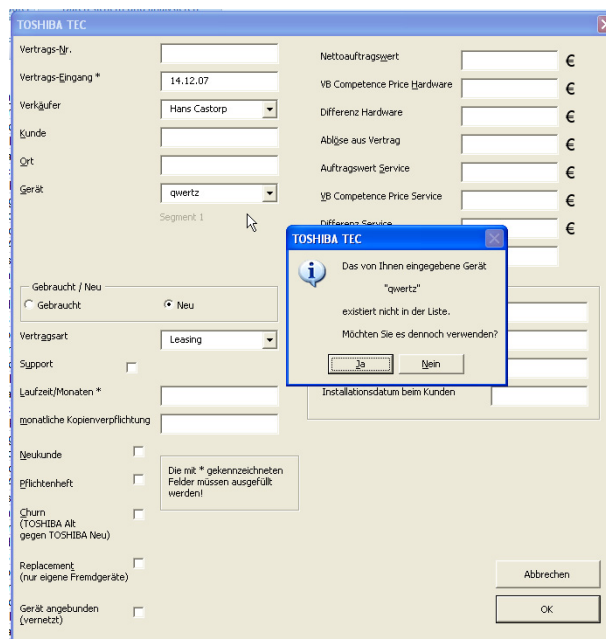 TOSHIBA TEC
Vertrags-Nr.
Vertrags-Eingang *
14.12.07
Verkäufer
Hans Castorp
Kunde
Ort
Gerät
qwertz
Segment 1
Gebraucht / Neu
Gebraucht
Neu
Vertragsart
Leasing
Support
Laufzeit/Monaten *
monatliche Kopienverpflichtung
Neukunde
Pflichtenheft
Churn
(TOSHIBA Alt
gegen TOSHIBA Neu)
Replacement
(nur eigene Fremdgeräte)
Gerät angebunden
(vernetzt)
Die mit * gekennzeichneten
Felder müssen ausgefüllt
werden!
Nettoauftragswert
€
VB Competence Price Hardware
€
Differenz Hardware
€
Ablöse aus Vertrag
€
Auftragswert Service
€
VB Competence Price Service
€
Differenz Service
€
TOSHIBA TEC
Das von Ihnen eingegebene Gerät
"qwertz"
existiert nicht in der Liste.
Möchten Sie es dennoch verwenden?
Ja
Nein
Installationsdatum beim Kunden
Abbrechen
OK